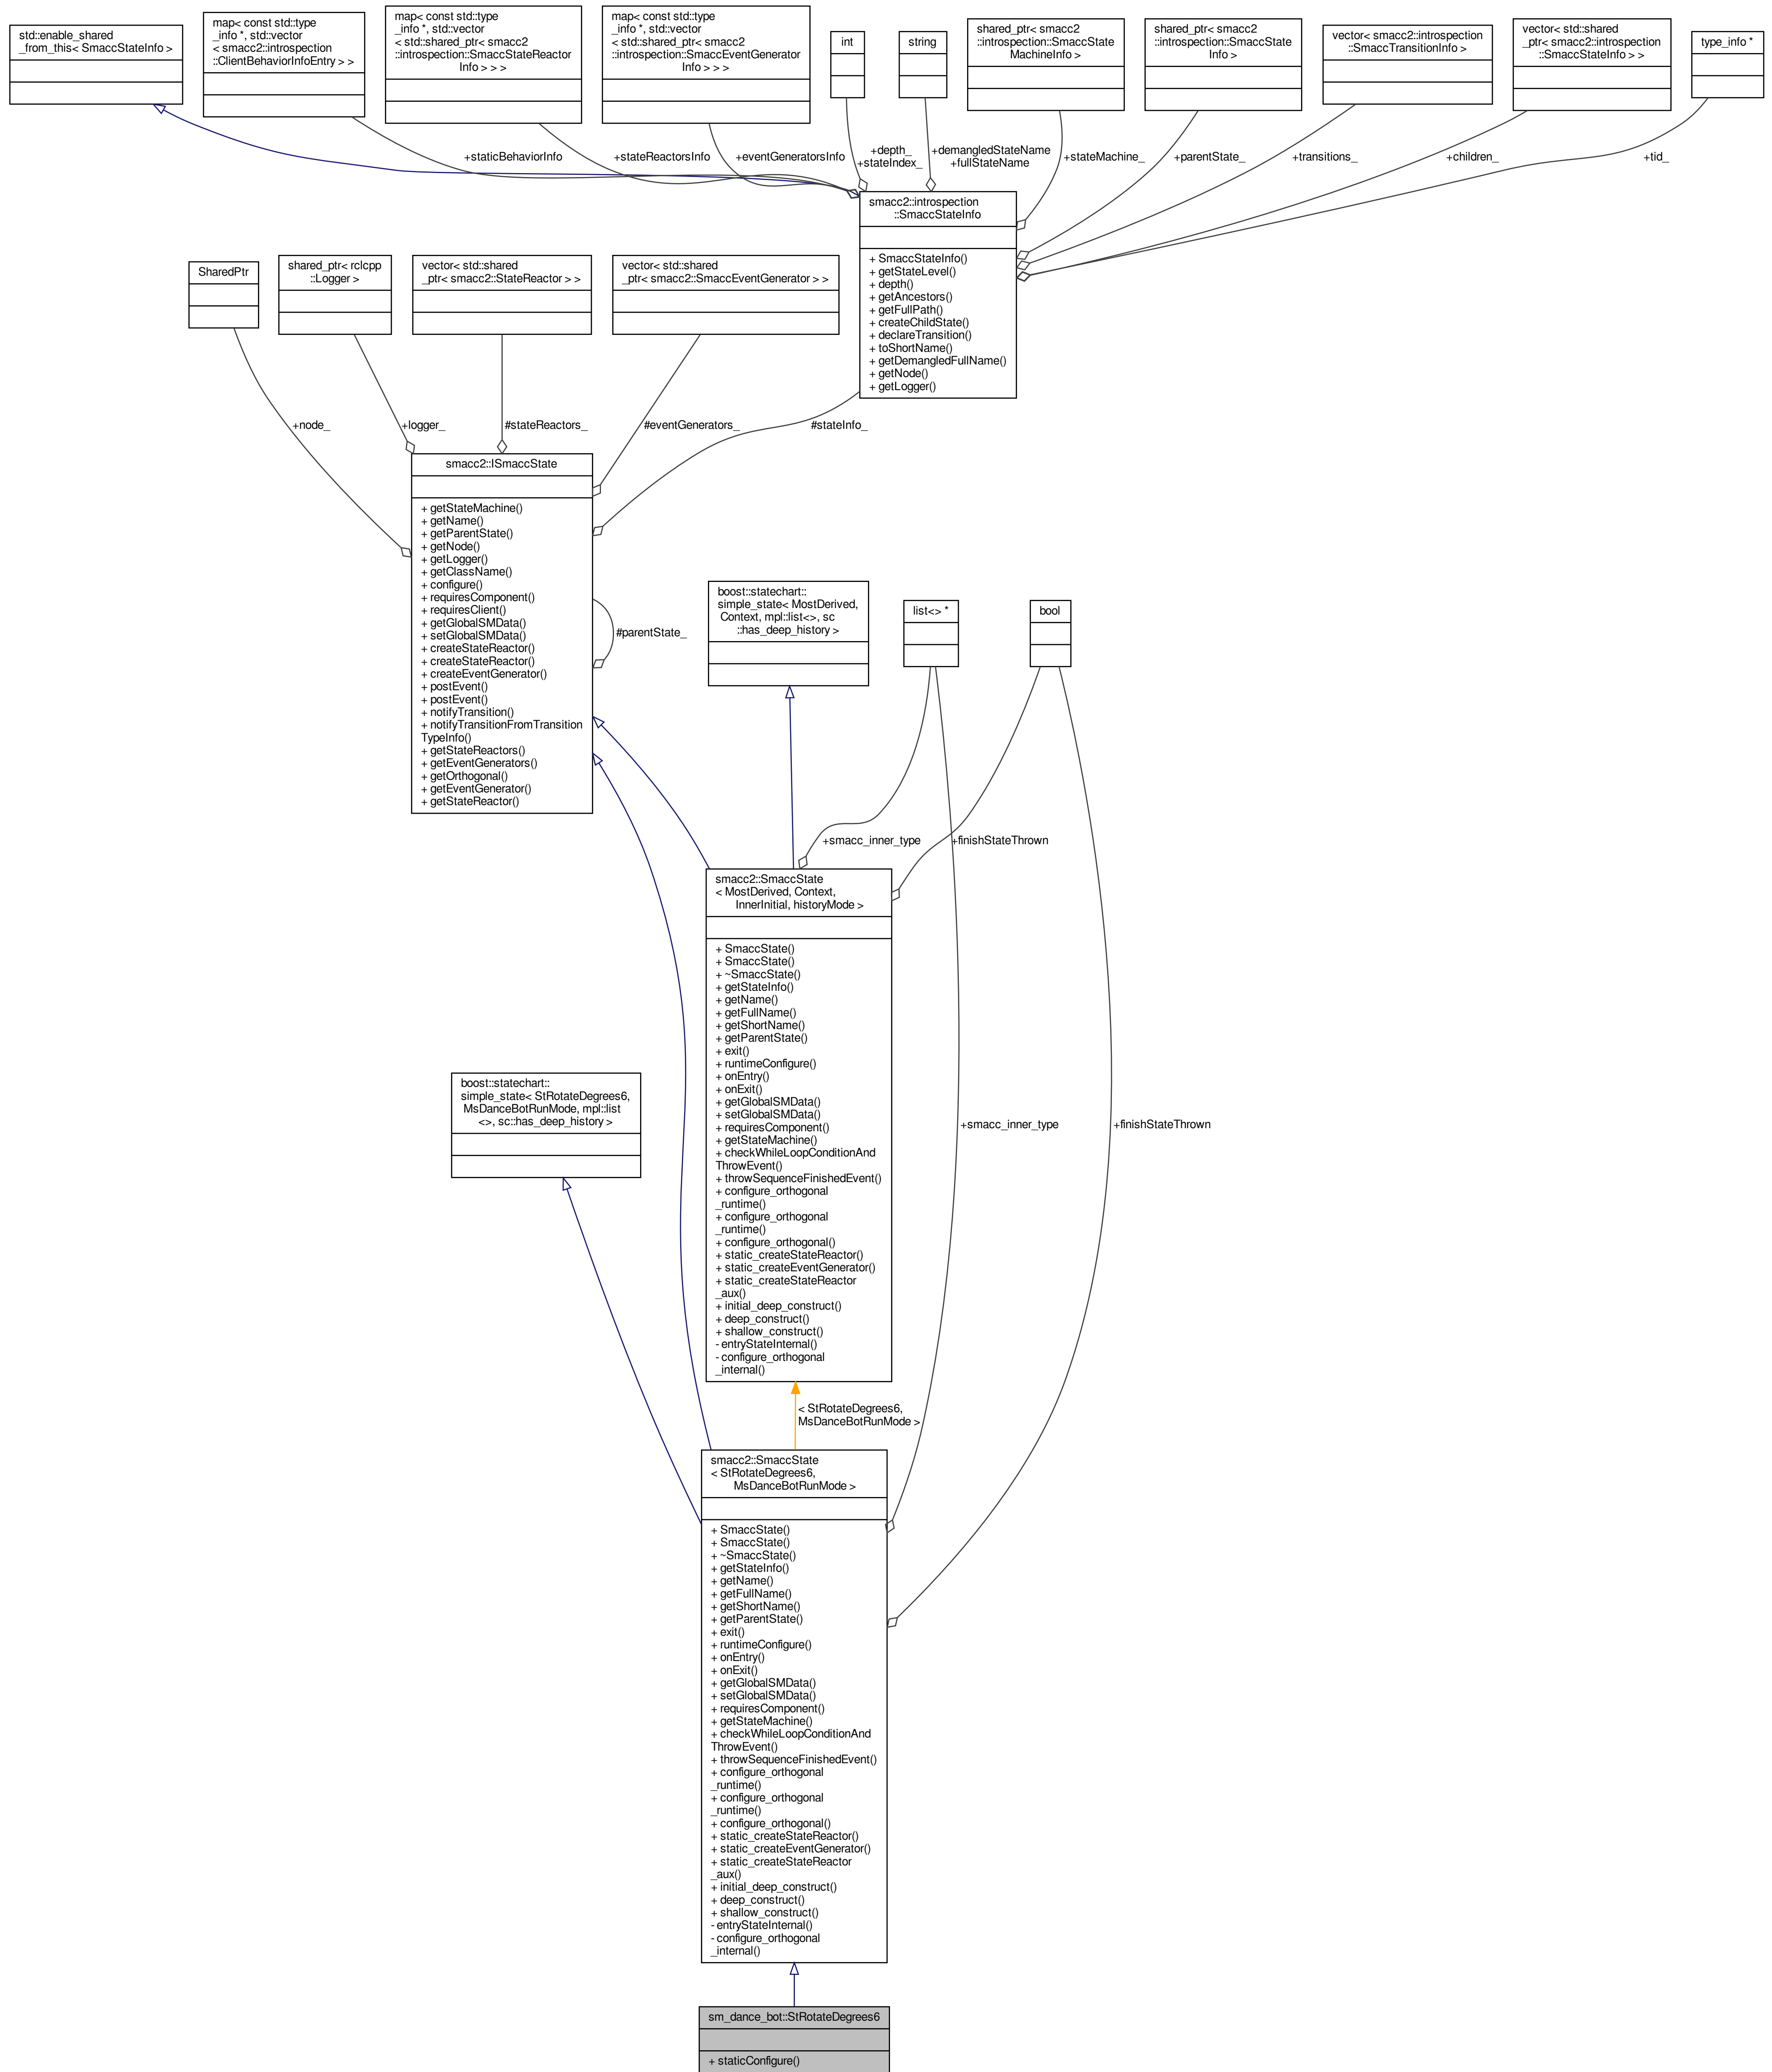 std::enable_shared
_from_this< SmaccStateInfo >
map< const std::type
_info *, std::vector
< smacc2::introspection
::ClientBehaviorInfoEntry > >
map< const std::type
_info *, std::vector
< std::shared_ptr< smacc2
::introspection::SmaccStateReactor
Info > > >
map< const std::type
_info *, std::vector
< std::shared_ptr< smacc2
::introspection::SmaccEventGenerator
Info > > >
int
string
shared_ptr< smacc2
::introspection::SmaccState
MachineInfo >
shared_ptr< smacc2
::introspection::SmaccState
Info >
vector< smacc2::introspection
::SmaccTransitionInfo >
vector< std::shared
_ptr< smacc2::introspection
::SmaccStateInfo > >
type_info *
+staticBehaviorInfo
+stateReactorsInfo
+eventGeneratorsInfo
+depth_
+stateIndex_
+demangledStateName
+fullStateName
+stateMachine_
+parentState_
+transitions_
+children_
+tid_
smacc2::introspection
::SmaccStateInfo
+ SmaccStateInfo()
+ getStateLevel()
+ depth()
+ getAncestors()
+ getFullPath()
+ createChildState()
+ declareTransition()
+ toShortName()
+ getDemangledFullName()
+ getNode()
+ getLogger()
SharedPtr
shared_ptr< rclcpp
::Logger >
vector< std::shared
_ptr< smacc2::StateReactor > >
vector< std::shared
_ptr< smacc2::SmaccEventGenerator > >
+node_
+logger_
#stateReactors_
#eventGenerators_
#stateInfo_
smacc2::ISmaccState
+ getStateMachine()
+ getName()
+ getParentState()
+ getNode()
+ getLogger()
+ getClassName()
+ configure()
+ requiresComponent()
+ requiresClient()
+ getGlobalSMData()
+ setGlobalSMData()
+ createStateReactor()
+ createStateReactor()
+ createEventGenerator()
+ postEvent()
+ postEvent()
+ notifyTransition()
+ notifyTransitionFromTransition
TypeInfo()
+ getStateReactors()
+ getEventGenerators()
+ getOrthogonal()
+ getEventGenerator()
+ getStateReactor()
#parentState_
boost::statechart::
simple_state< MostDerived,
Context, mpl::list<>, sc
::has_deep_history >
list<> *
bool
+smacc_inner_type
+finishStateThrown
smacc2::SmaccState
< MostDerived, Context,
InnerInitial, historyMode >
+ SmaccState()
+ SmaccState()
+ ~SmaccState()
+ getStateInfo()
+ getName()
+ getFullName()
+ getShortName()
+ getParentState()
+ exit()
+ runtimeConfigure()
+ onEntry()
+ onExit()
+ getGlobalSMData()
+ setGlobalSMData()
+ requiresComponent()
+ getStateMachine()
+ checkWhileLoopConditionAnd
ThrowEvent()
+ throwSequenceFinishedEvent()
+ configure_orthogonal
_runtime()
+ configure_orthogonal
_runtime()
+ configure_orthogonal()
+ static_createStateReactor()
+ static_createEventGenerator()
+ static_createStateReactor
_aux()
+ initial_deep_construct()
+ deep_construct()
+ shallow_construct()
- entryStateInternal()
- configure_orthogonal
_internal()
boost::statechart::
simple_state< StRotateDegrees6,
MsDanceBotRunMode, mpl::list
<>, sc::has_deep_history >
+smacc_inner_type
+finishStateThrown
< StRotateDegrees6,
MsDanceBotRunMode >
smacc2::SmaccState
< StRotateDegrees6,
MsDanceBotRunMode >
+ SmaccState()
+ SmaccState()
+ ~SmaccState()
+ getStateInfo()
+ getName()
+ getFullName()
+ getShortName()
+ getParentState()
+ exit()
+ runtimeConfigure()
+ onEntry()
+ onExit()
+ getGlobalSMData()
+ setGlobalSMData()
+ requiresComponent()
+ getStateMachine()
+ checkWhileLoopConditionAnd
ThrowEvent()
+ throwSequenceFinishedEvent()
+ configure_orthogonal
_runtime()
+ configure_orthogonal
_runtime()
+ configure_orthogonal()
+ static_createStateReactor()
+ static_createEventGenerator()
+ static_createStateReactor
_aux()
+ initial_deep_construct()
+ deep_construct()
+ shallow_construct()
- entryStateInternal()
- configure_orthogonal
_internal()
sm_dance_bot::StRotateDegrees6
+ staticConfigure()